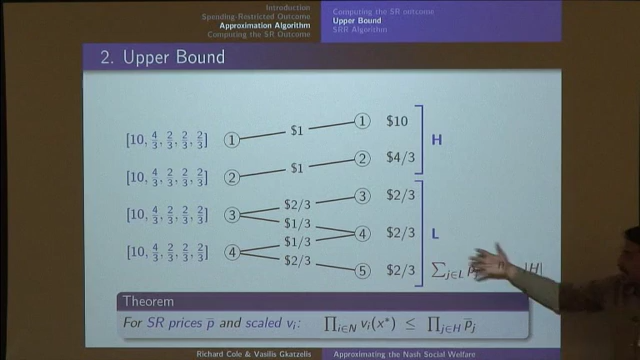 Introduction
Spending-Restricted Outcome
Approximation Algorithm
Computing the SR Outcome
Computing the SR outcome
Upper Bound
SRR Algorithm
2. Upper Bound
[10, 4/3, 2/3, 2/3, 2/3] 1 $1 1 $10
[10, 4/3, 2/3, 2/3, 2/3] 2 $1 2 $4/3
H
[10, 4/3, 2/3, 2/3, 2/3] 3 $2/3 3 $2/3
$1/3
[10, 4/3, 2/3, 2/3, 2/3] 4 $1/3 4 $2/3
L
$2/3 5 $2/3
∑j∈L |H|
Theorem
For SR prices p̅ and scaled vi: ∏i∈N vi(x*) ≤ ∏j∈H p̅j
Richard Cole & Vasilis Gkatzelis Approximating the Nash Social Welfare